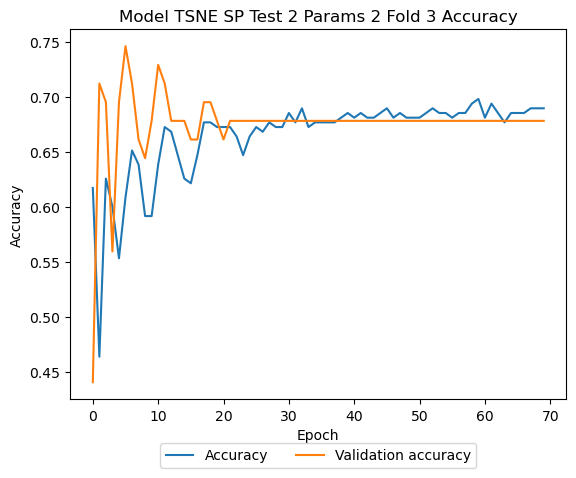 Model TSNE SP Test 2 Params 2 Fold 3 Accuracy
0.75
0.70
0.65
0.60
0.55
0.50
0.45
Accuracy
0 10 20 30 40 50 60 70
Epoch
Accuracy Validation accuracy